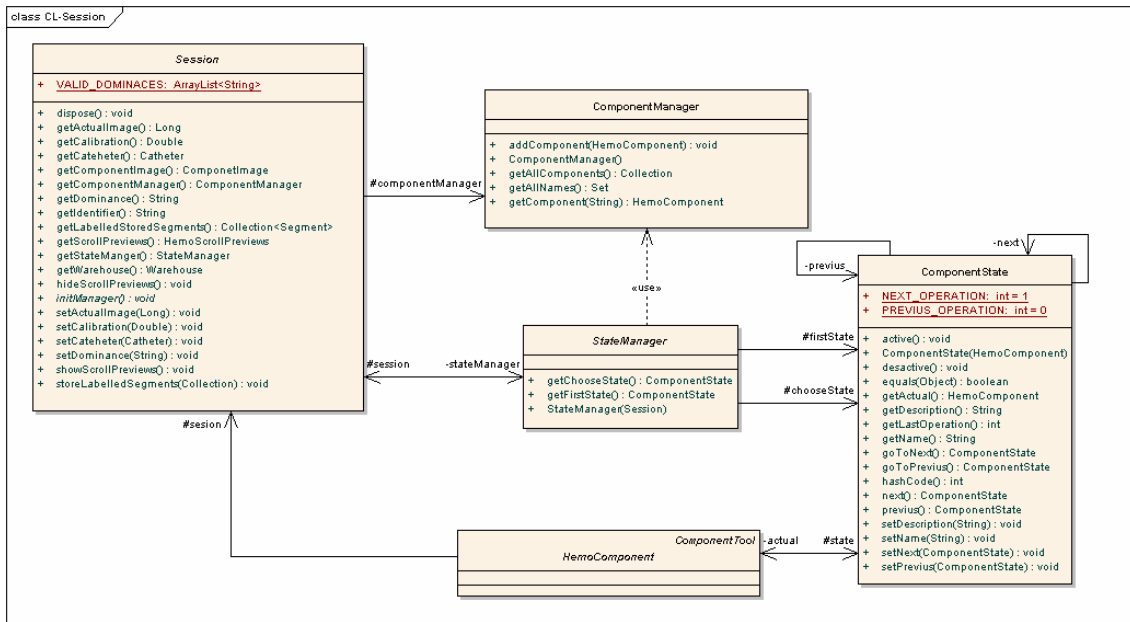 class CL-Session
Session
+ VALID_DOMINACES: ArrayList<String>
+ dispose() : void
+ getActualImage() : Long
+ getCalibration() : Double
+ getCateheter() : Catheter
+ getComponentImage() : ComponetImage
+ getComponentManager() : ComponentManager
+ getDominance() : String
+ getIdentifier() : String
+ getLabelledStoredSegments() : Collection<Segment>
+ getScrollPreviews() : HemoScrollPreviews
+ getStateManger() : StateManager
+ getWarehouse() : Warehouse
+ hideScrollPreviews() : void
+ initManager() : void
+ setActualImage(Long) : void
+ setCalibration(Double) : void
+ setCateheter(Catheter) : void
+ setDominance(String) : void
+ showScrollPreviews() : void
+ storeLabelledSegments(Collection) : void
#componentManager
ComponentManager
+ addComponent(HemoComponent) : void
+ ComponentManager()
+ getAllComponents() : Collection
+ getAllNames() : Set
+ getComponent(String) : HemoComponent
«use»
StateManager
+ getChooseState() : ComponentState
+ getFirstState() : ComponentState
+ StateManager(Session)
#session
-stateManager
#firstState
#chooseState
-next
-previus
ComponentState
+ NEXT_OPERATION: int = 1
+ PREVIUS_OPERATION: int = 0
+ active() : void
+ ComponentState(HemoComponent)
+ desactive() : void
+ equals(Object) : boolean
+ getActual() : HemoComponent
+ getDescription() : String
+ getLastOperation() : int
+ getName() : String
+ goToNext() : ComponentState
+ goToPrevius() : ComponentState
+ hashCode() : int
+ next() : ComponentState
+ previus() : ComponentState
+ setDescription(String) : void
+ setName(String) : void
+ setNext(ComponentState) : void
+ setPrevius(ComponentState) : void
#sesion
ComponentTool
HemoComponent
-actual
#state